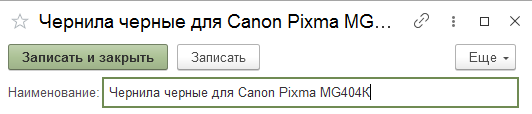 Чернила черные для Canon Pixma MG...
Записать и закрыть
Записать
Еще
Наименование:
Чернила черные для Canon Pixma MG404K